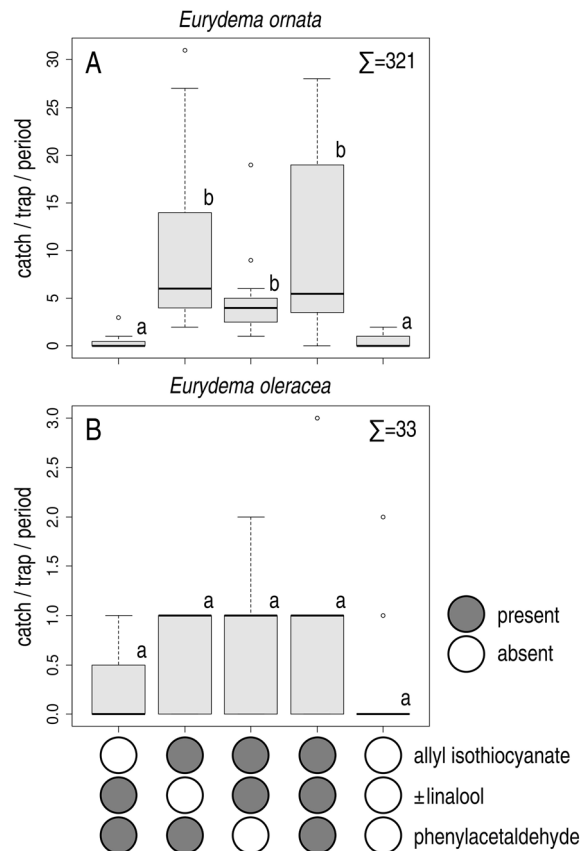 Eurydema ornata
A
∑=321
30
25
20
15
10
5
0
catch / trap / period
a
b
b
b
a
Eurydema oleracea
B
∑=33
3.0
2.5
2.0
1.5
1.0
0.5
0.0
catch / trap / period
a
a
a
a
a
present
absent
allyl isothiocyanate
±linalool
phenylacetaldehyde